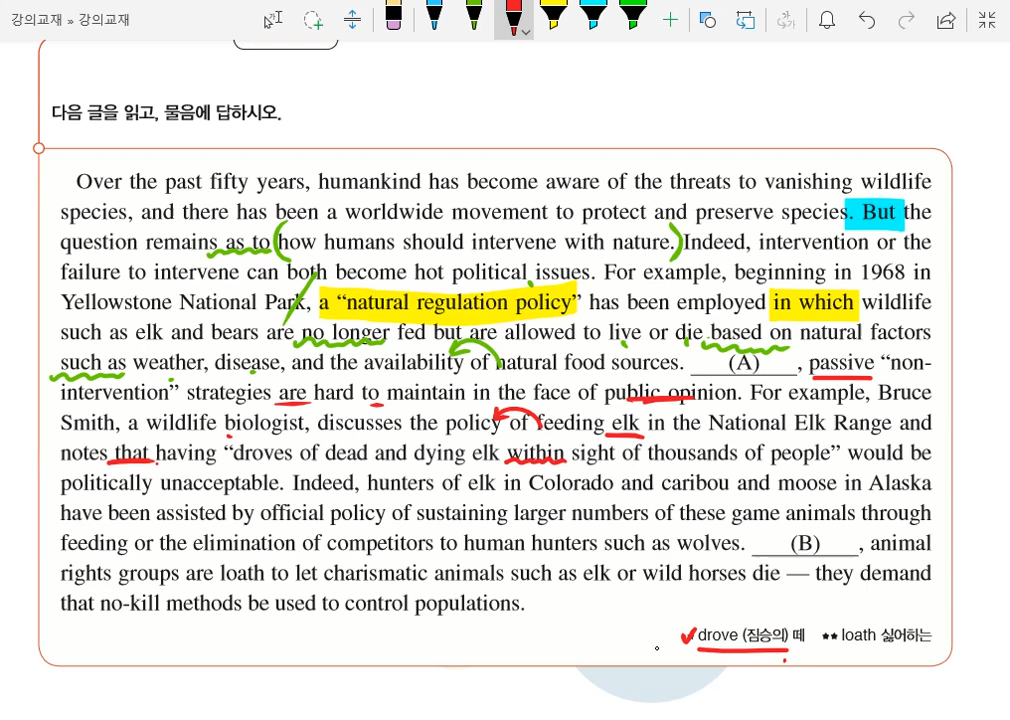 강의교재 » 강의교재
다음 글을 읽고, 물음에 답하시오.
Over the past fifty years, humankind has become aware of the threats to vanishing wildlife
species, and there has been a worldwide movement to protect and preserve species. But the
question remains as to how humans should intervene with nature. Indeed, intervention or the
failure to intervene can both become hot political issues. For example, beginning in 1968 in
Yellowstone National Park, a “natural regulation policy” has been employed in which wildlife
such as elk and bears are no longer fed but are allowed to live or die based on natural factors
such as weather, disease, and the availability of natural food sources. (A) , passive “non-
intervention” strategies are hard to maintain in the face of public opinion. For example, Bruce
Smith, a wildlife biologist, discusses the policy of feeding elk in the National Elk Range and
notes that having “droves of dead and dying elk within sight of thousands of people” would be
politically unacceptable. Indeed, hunters of elk in Colorado and caribou and moose in Alaska
have been assisted by official policy of sustaining larger numbers of these game animals through
feeding or the elimination of competitors to human hunters such as wolves. (B) , animal
rights groups are loath to let charismatic animals such as elk or wild horses die — they demand
that no-kill methods be used to control populations.
drove (짐승의) 떼 ★★ loath 싫어하는